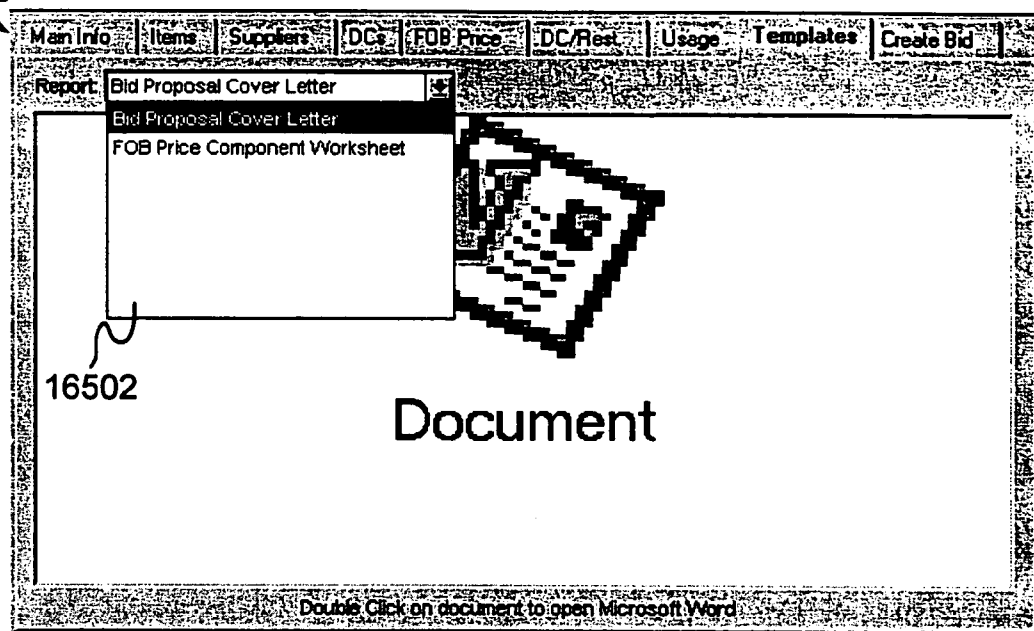 Main Info Items Suppliers DCs FOB Price DC/Rest Usage Templates Create Bid
Report: Bid Proposal Cover Letter
Bid Proposal Cover Letter
FOB Price Component Worksheet
16502
Document
Double Click on document to open Microsoft Word